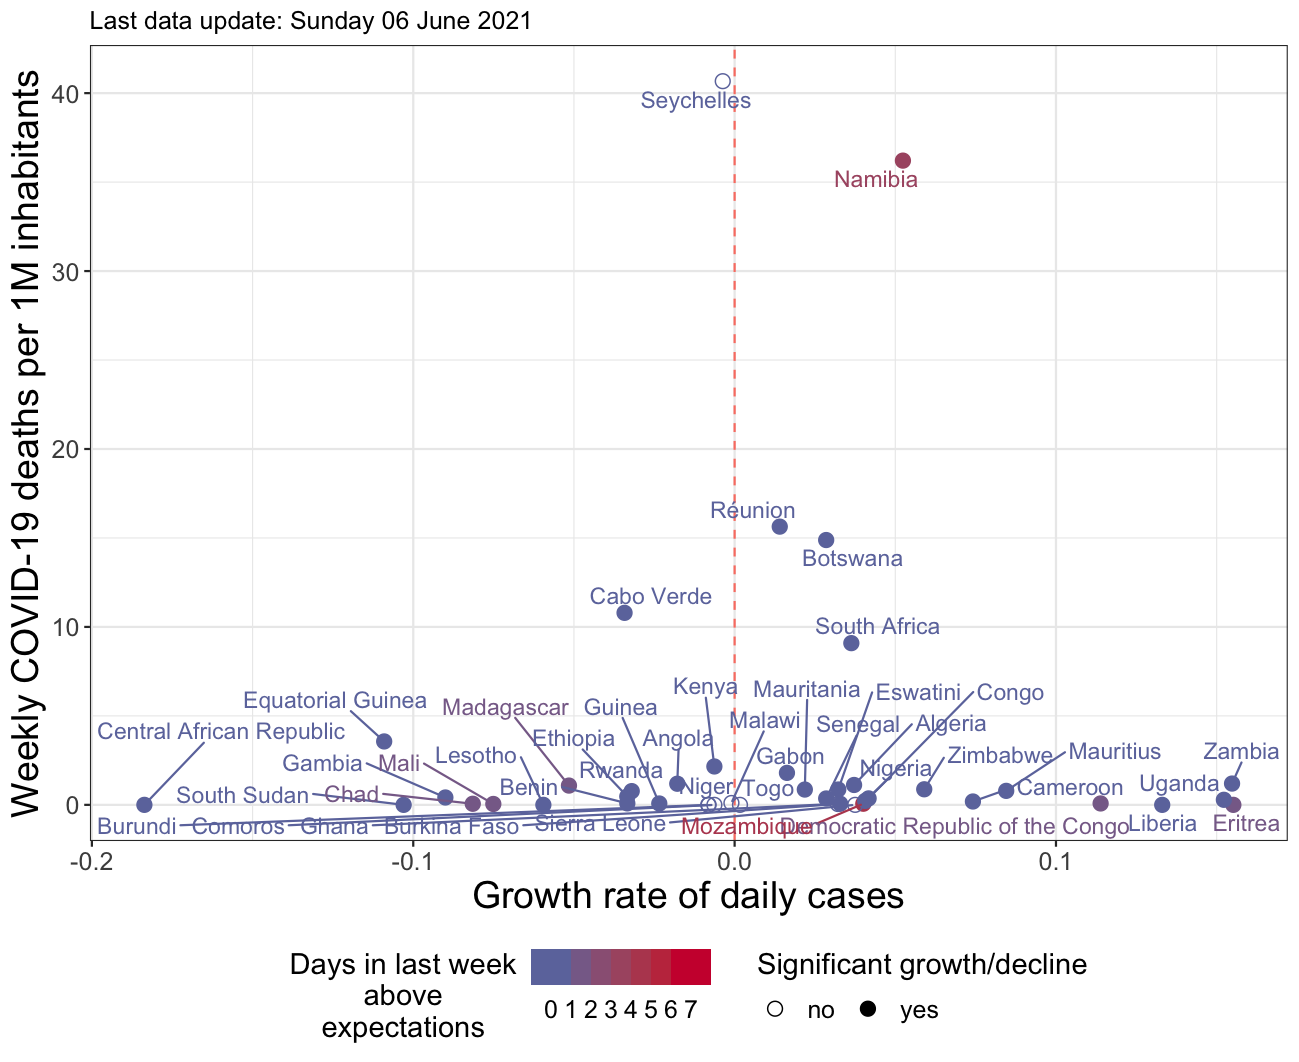 Last data update: Sunday 06 June 2021
Weekly COVID-19 deaths per 1M inhabitants
40
30
20
10
0
Seychelles
Namibia
Réunion
Botswana
Cabo Verde
South Africa
Kenya
Mauritania
Eswatini
Congo
Equatorial Guinea
Madagascar
Guinea
Malawi
Senegal
Algeria
Central African Republic
Ethiopia
Angola
Gambia
Mali
Lesotho
Rwanda
Gabon
Nigeria
Zimbabwe
Mauritius
Zambia
South Sudan
Chad
Benin
Niger
Togo
Cameroon
Uganda
Burundi
Comoros
Ghana
Burkina Faso
Sierra Leone
Mozambique
Democratic Republic of the Congo
Liberia
Eritrea
-0.2
-0.1
0.0
0.1
Growth rate of daily cases
Days in last week
above
expectations
0 1 2 3 4 5 6 7
Significant growth/decline
no
yes